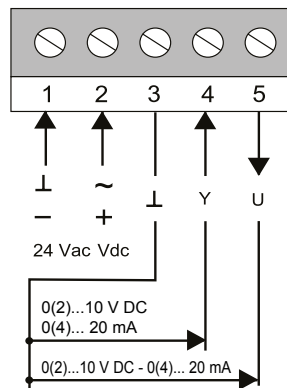 1 2 3 4 5
⊥ ~ ⊥ Y U
− +
24 Vac Vdc
0(2)... 10 V DC
0(4)... 20 mA
0(2)...10 V DC - 0(4)... 20 mA